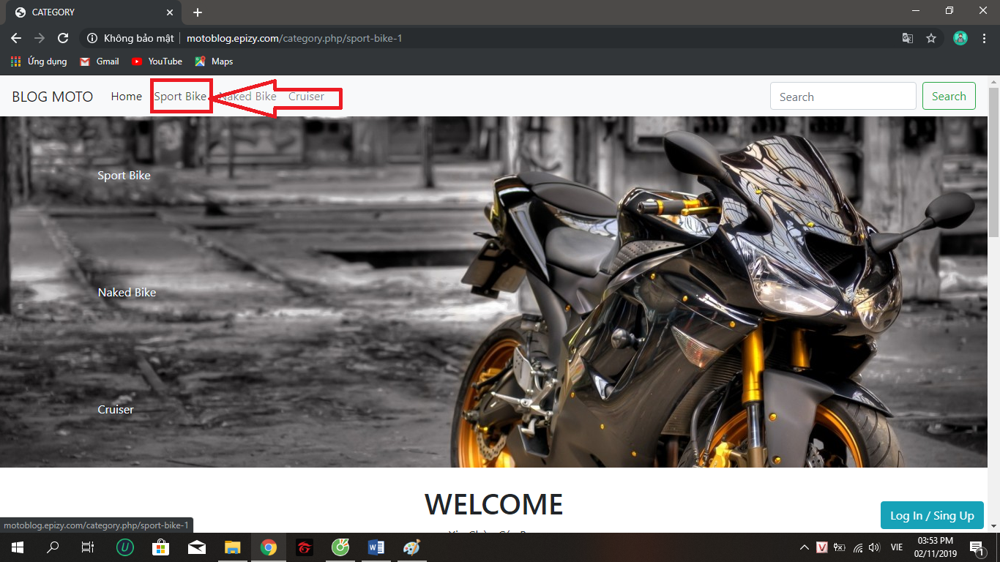 CATEGORY
Không bảo mật | motoblog.epizy.com/category.php/sport-bike-1
Ứng dụng Gmail YouTube Maps
BLOG MOTO Home Sport Bike Naked Bike Cruiser Search Search
Sport Bike
Naked Bike
Cruiser
WELCOME
Log In / Sing Up
motoblog.epizy.com/category.php/sport-bike-1
VIE
03:53 PM
02/11/2019
1